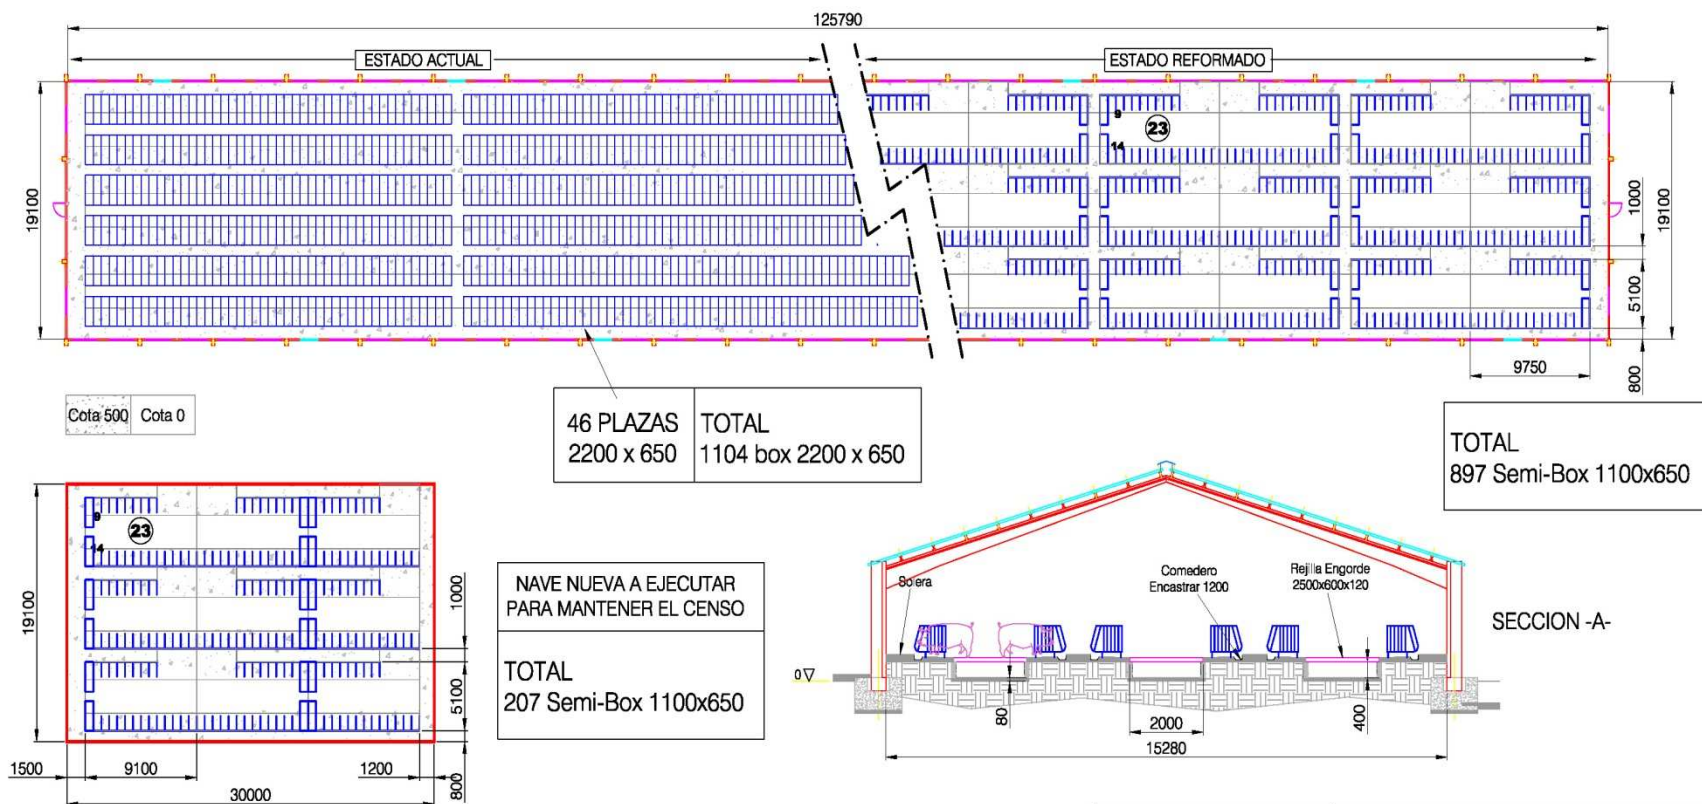 125790
ESTADO ACTUAL
ESTADO REFORMADO
19100
9
23
14
1000
19100
5100
9750
800
Cota 500 Cota 0
46 PLAZAS
2200 x 650
TOTAL
1104 box 2200 x 650
TOTAL
897 Semi-Box 1100x650
19100
9
23
14
1000
5100
1500
9100
1200
800
30000
NAVE NUEVA A EJECUTAR
PARA MANTENER EL CENSO
TOTAL
207 Semi-Box 1100x650
Solera
Comedero
Encastrar 1200
Rejilla Engorde
2500x600x120
SECCION -A-
0
80
2000
400
15280